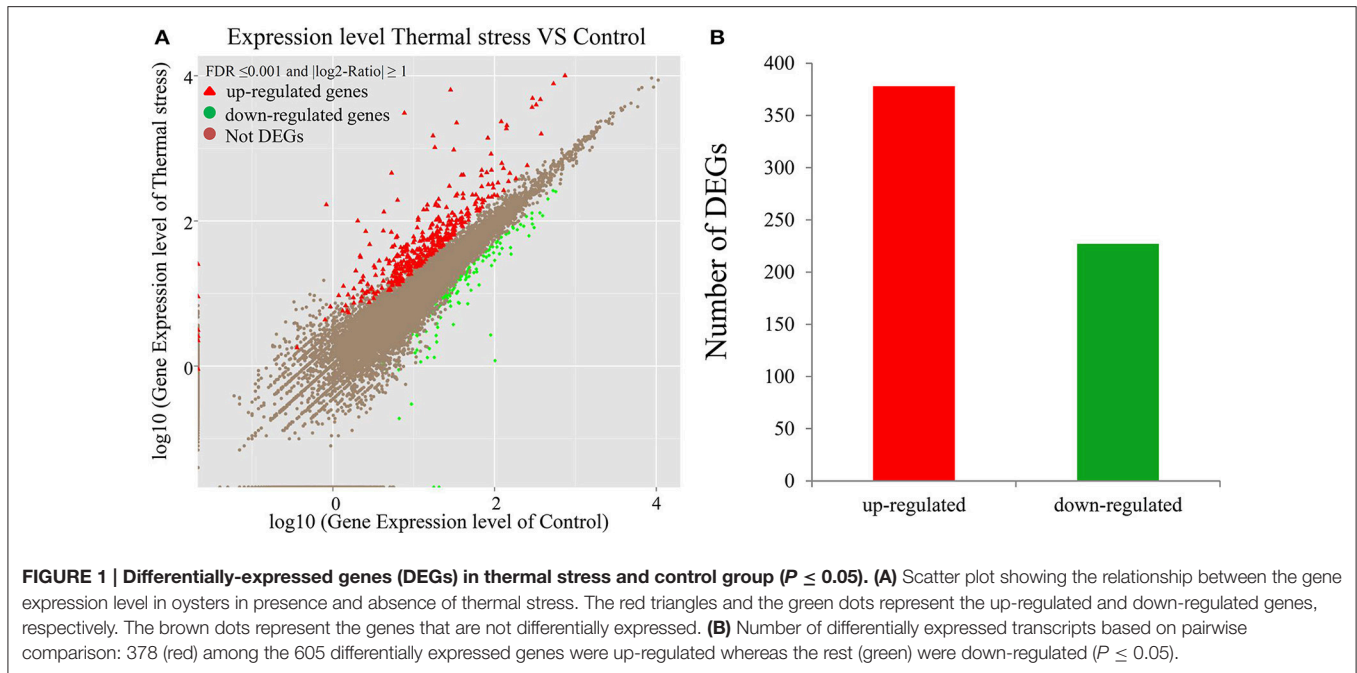 A
Expression level Thermal stress VS Control
FDR ≤0.001 and |log2-Ratio| ≥ 1
up-regulated genes
down-regulated genes
Not DEGs
log10 (Gene Expression level of Thermal stress)
4
2
0
0
2
4
log10 (Gene Expression level of Control)
B
Number of DEGs
400
350
300
250
200
150
100
50
0
up-regulated
down-regulated
FIGURE 1 | Differentially-expressed genes (DEGs) in thermal stress and control group (P ≤ 0.05). (A) Scatter plot showing the relationship between the gene
expression level in oysters in presence and absence of thermal stress. The red triangles and the green dots represent the up-regulated and down-regulated genes,
respectively. The brown dots represent the genes that are not differentially expressed. (B) Number of differentially expressed transcripts based on pairwise
comparison: 378 (red) among the 605 differentially expressed genes were up-regulated whereas the rest (green) were down-regulated (P ≤ 0.05).